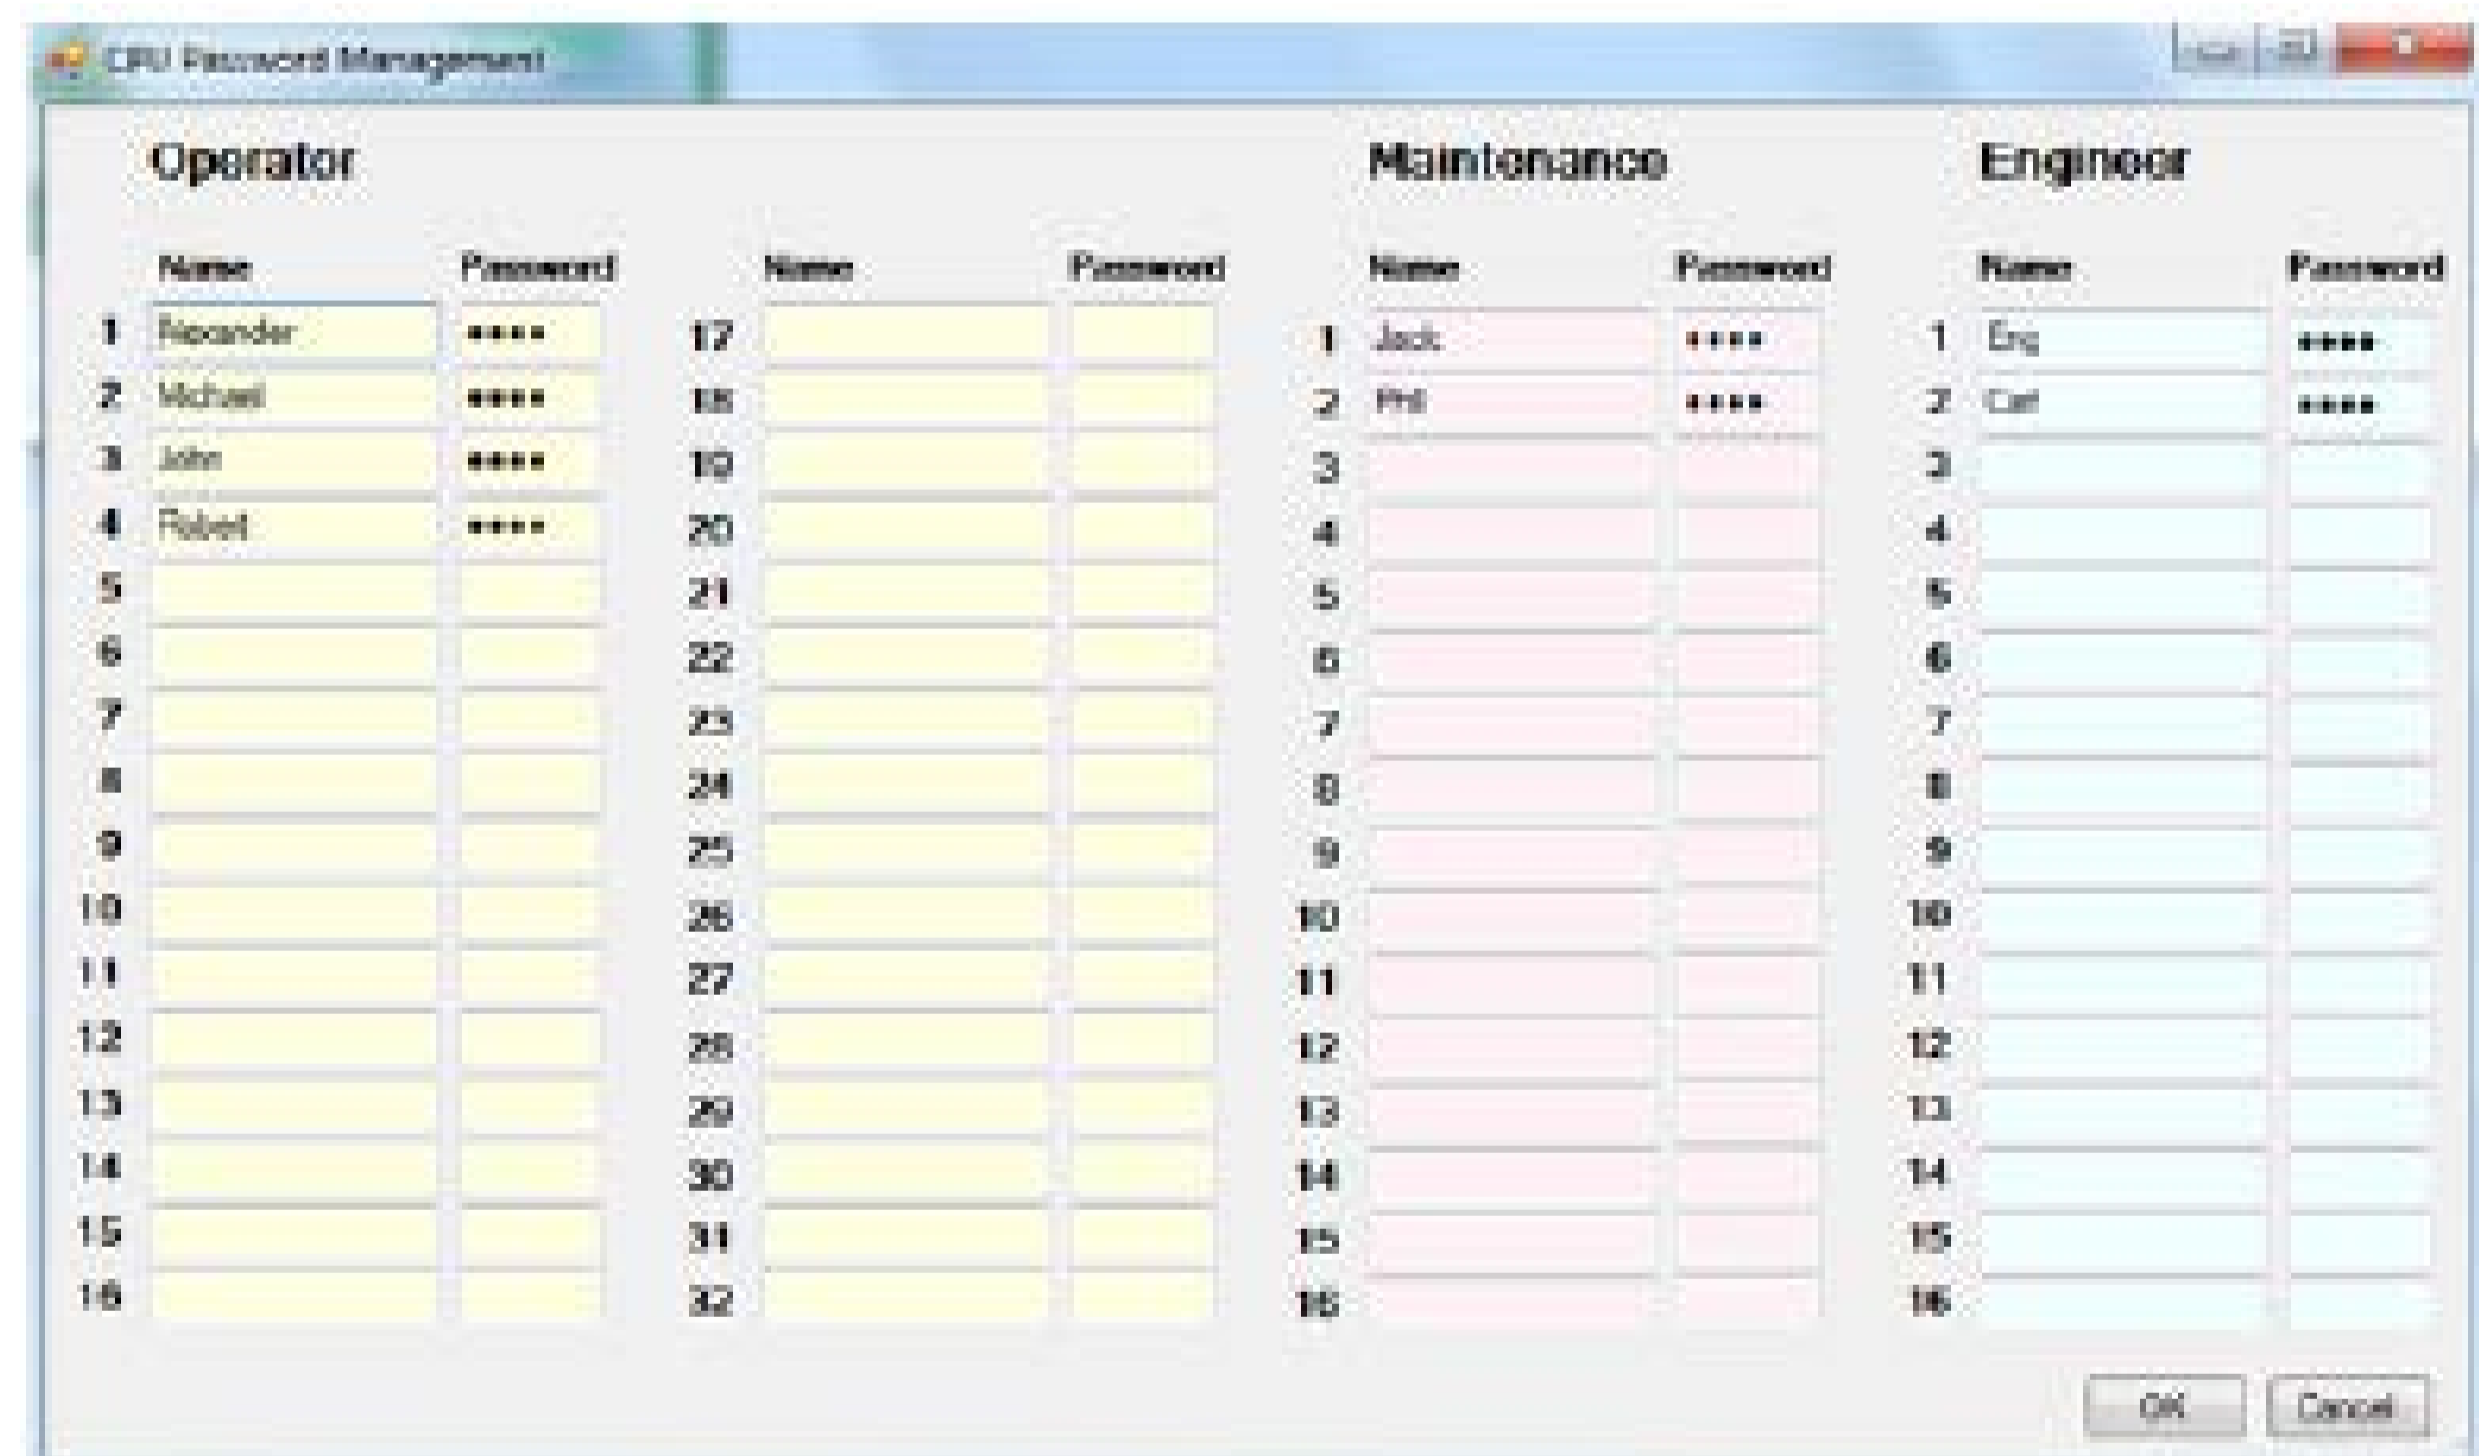 Password Management
Operator Maintenance Engineer
Name Password Name Password Name Password Name Password
1 Alexander •••• 17 1 Jack •••• 1 Eng ••••
2 Michael •••• 18 2 Phil •••• 2 Carl ••••
3 John •••• 19 3 3
4 Robert •••• 20 4 4
5 21 5 5
6 22 6 6
7 23 7 7
8 24 8 8
9 25 9 9
10 26 10 10
11 27 11 11
12 28 12 12
13 29 13 13
14 30 14 14
15 31 15 15
16 32 16 16
OK Cancel